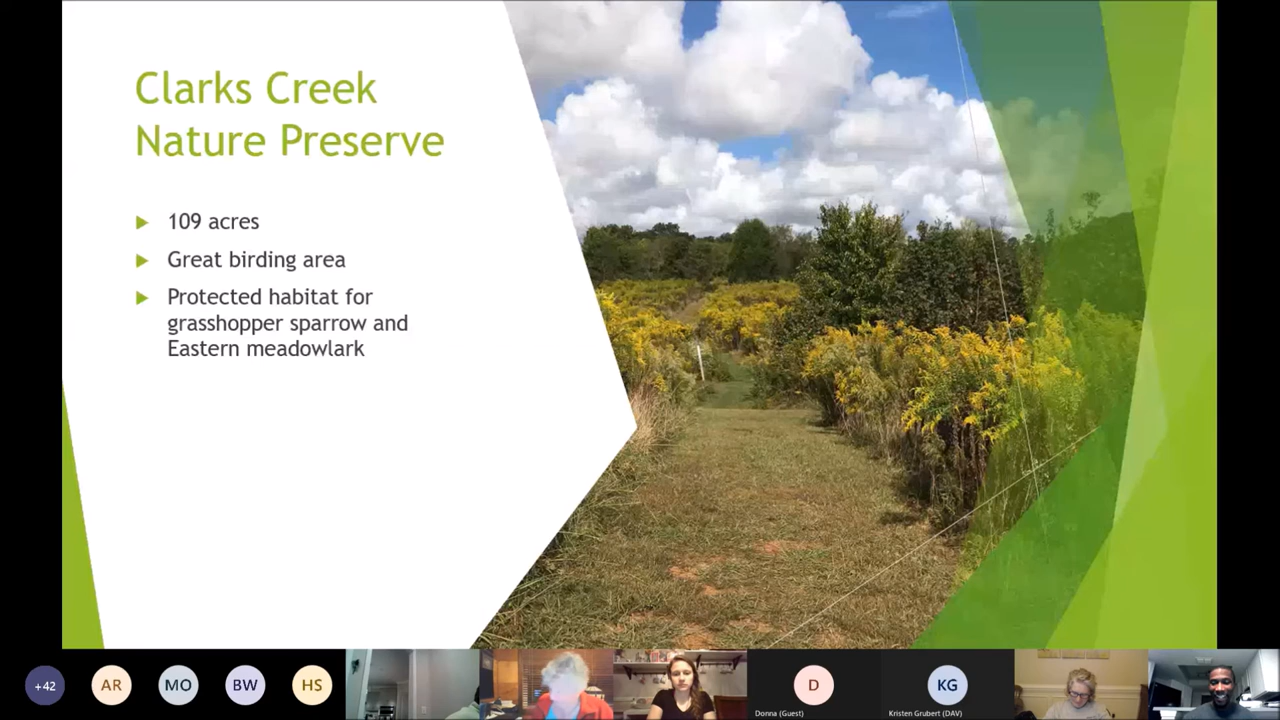 Clarks Creek
Nature Preserve
109 acres
Great birding area
Protected habitat for
grasshopper sparrow and
Eastern meadowlark
+42
AR
MO
BW
HS
D
KG
Donna (Guest)
Kristen Grubert (DAV)